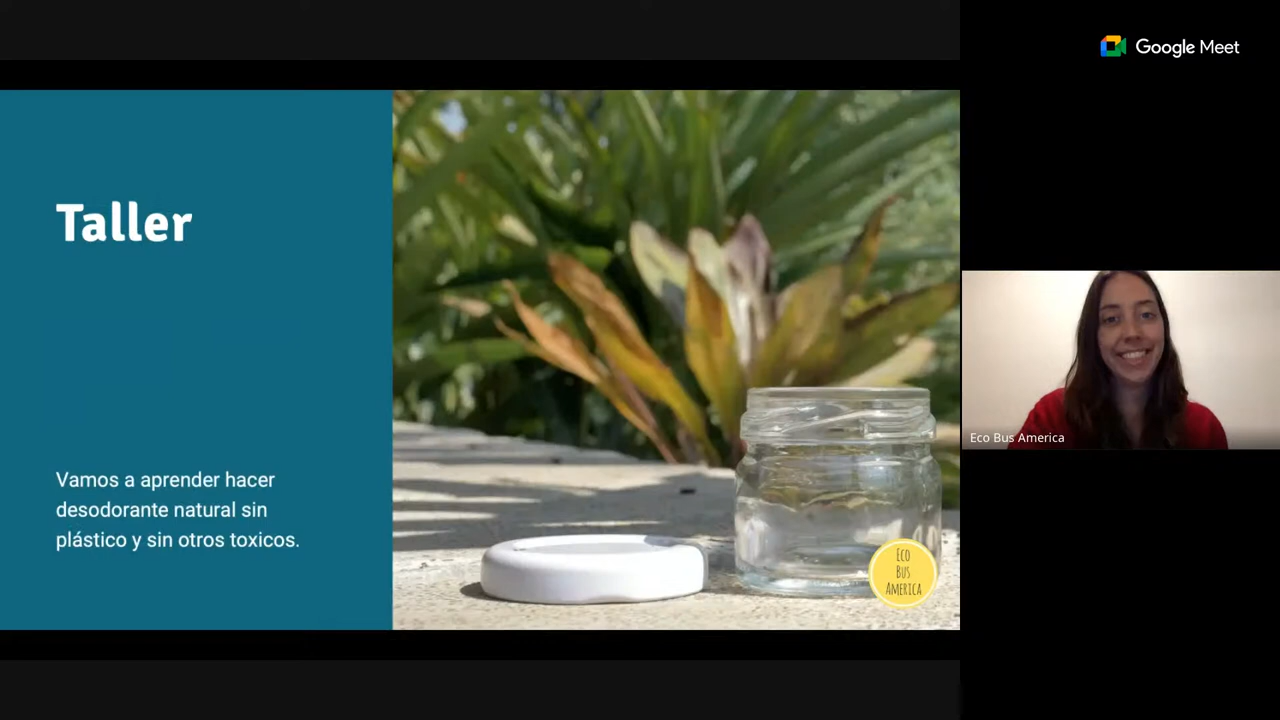 Google Meet
Taller
Vamos a aprender hacer
desodorante natural sin
plástico y sin otros toxicos.
Eco
Bus
America
Eco Bus America